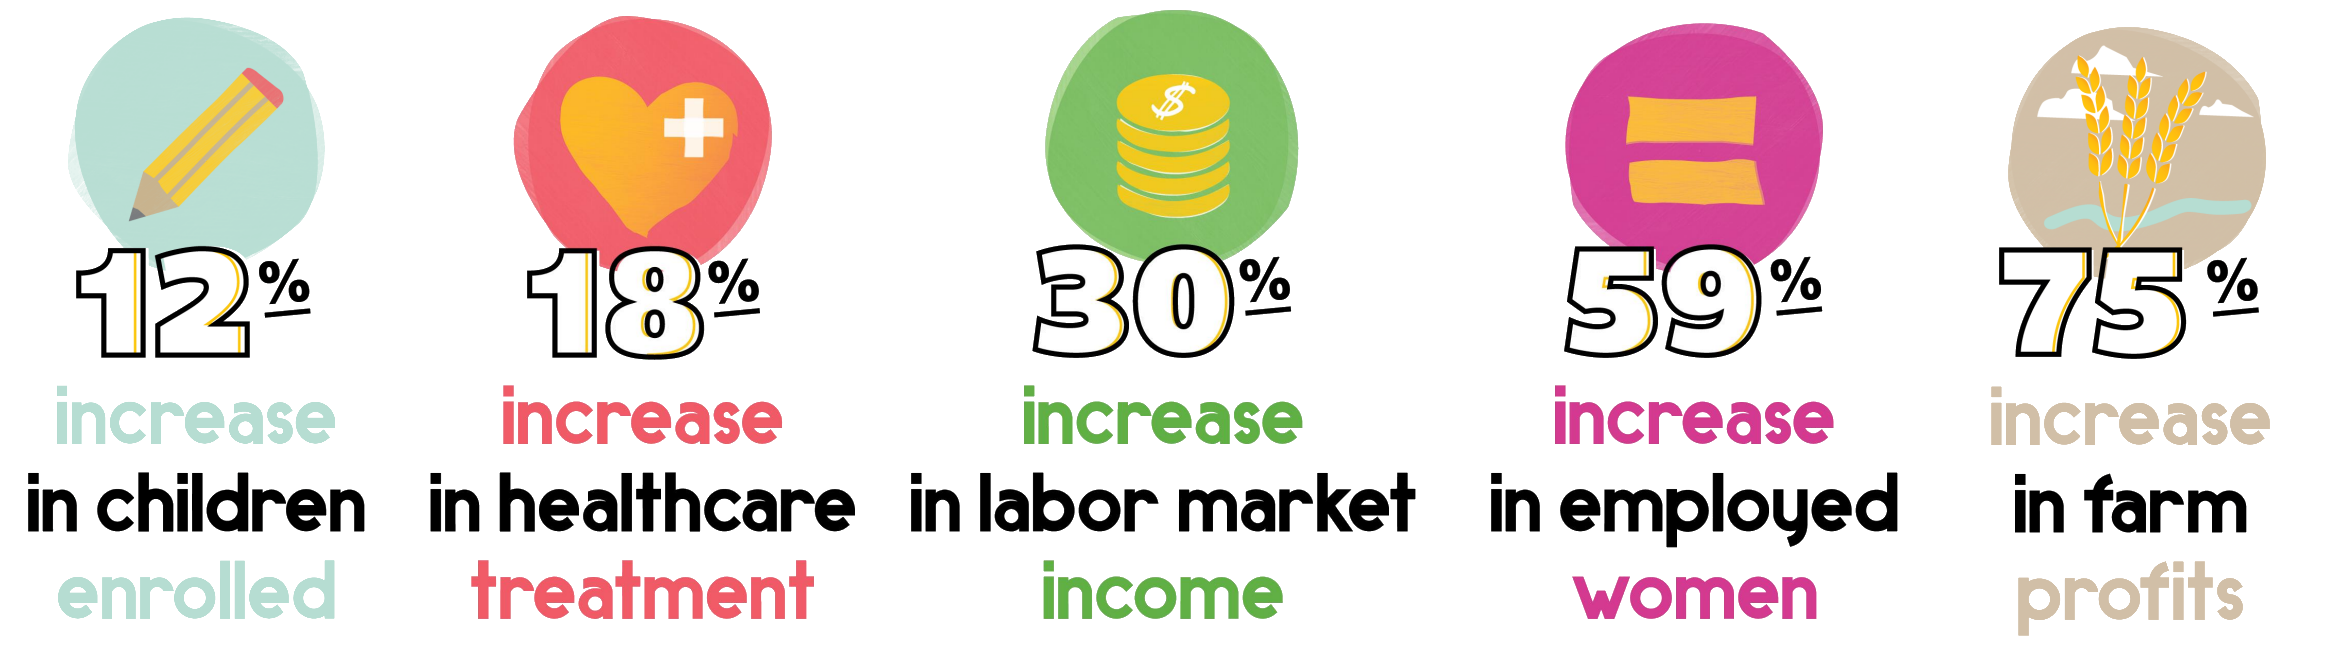 12%
increase
in children
enrolled
18%
increase
in healthcare
treatment
$
30%
increase
in labor market
income
59%
increase
in employed
women
75%
increase
in farm
profits